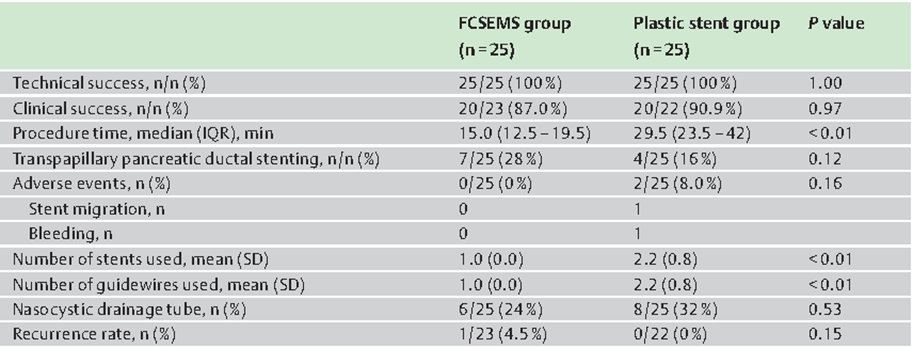 FCSEMS group Plastic stent group P value
(n=25) (n=25)
Technical success, n/n (%) 25/25 (100%) 25/25 (100%) 1.00
Clinical success, n/n (%) 20/23 (87.0%) 20/22 (90.9%) 0.97
Procedure time, median (IQR), min 15.0 (12.5–19.5) 29.5 (23.5–42) <0.01
Transpapillary pancreatic ductal stenting, n/n (%) 7/25 (28%) 4/25 (16%) 0.12
Adverse events, n (%) 0/25 (0%) 2/25 (8.0%) 0.16
Stent migration, n 0 1
Bleeding, n 0 1
Number of stents used, mean (SD) 1.0 (0.0) 2.2 (0.8) <0.01
Number of guidewires used, mean (SD) 1.0 (0.0) 2.2 (0.8) <0.01
Nasocystic drainage tube, n (%) 6/25 (24%) 8/25 (32%) 0.53
Recurrence rate, n (%) 1/23 (4.5%) 0/22 (0%) 0.15